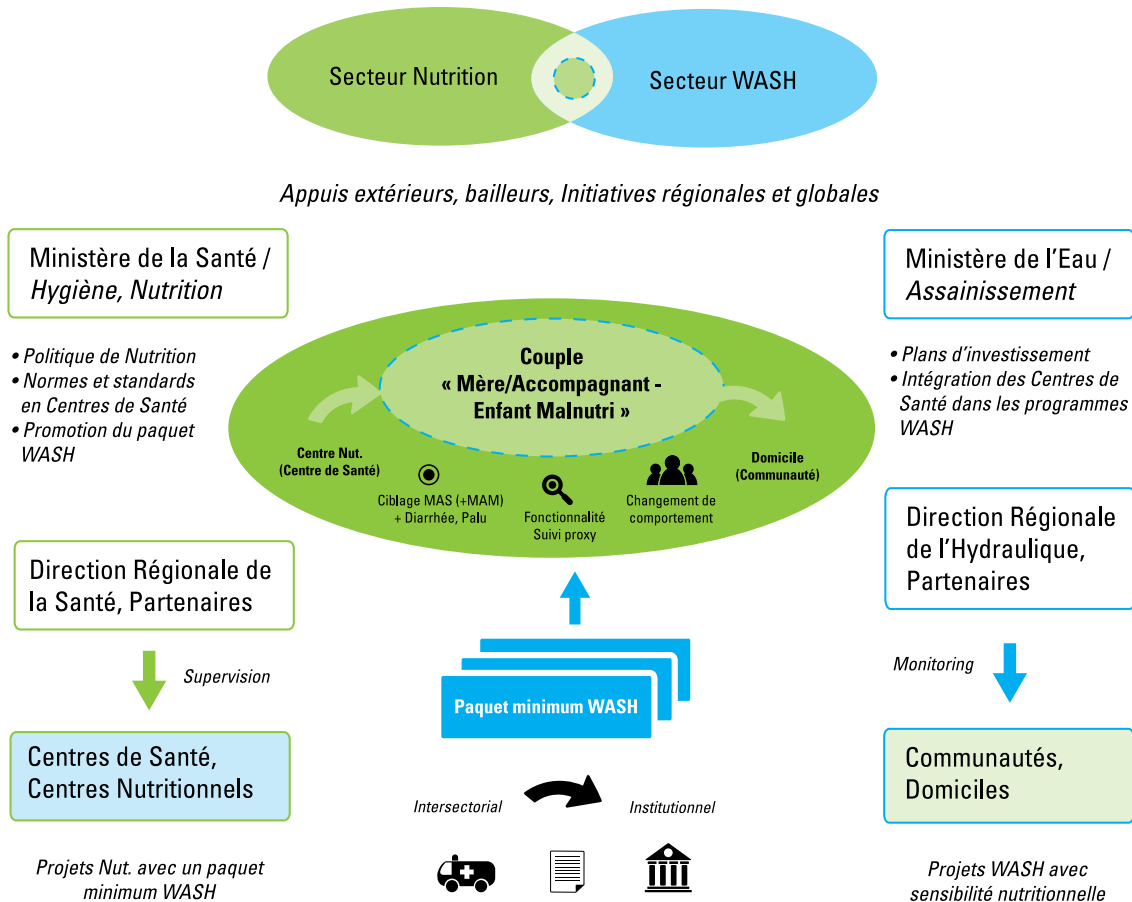 Secteur Nutrition
Secteur WASH
Appuis extérieurs, bailleurs, Initiatives régionales et globales
Ministère de la Santé /
Hygiène, Nutrition
• Politique de Nutrition
• Normes et standards
en Centres de Santé
• Promotion du paquet
WASH
Direction Régionale de
la Santé, Partenaires
Supervision
Centres de Santé,
Centres Nutritionnels
Projets Nut. avec un paquet
minimum WASH
Couple
« Mère/Accompagnant -
Enfant Malnutri »
Centre Nut.
(Centre de Santé)
Ciblage MAS (+MAM)
+ Diarrhée, Palu
Fonctionnalité
Suivi proxy
Changement de
comportement
Domicile
(Communauté)
Paquet minimum WASH
Intersectorial
Institutionnel
Ministère de l'Eau /
Assainissement
• Plans d'investissement
• Intégration des Centres de
Santé dans les programmes
WASH
Direction Régionale
de l'Hydraulique,
Partenaires
Monitoring
Communautés,
Domiciles
Projets WASH avec
sensibilité nutritionnelle